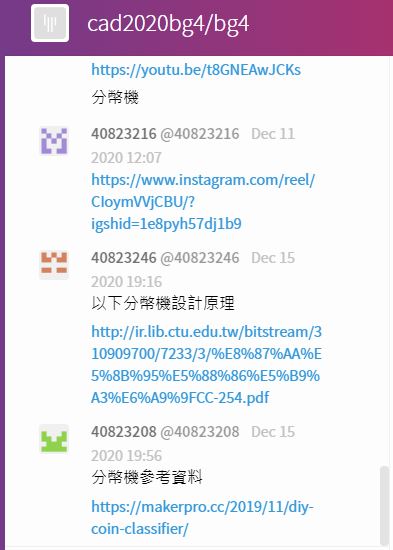 cad2020bg4/bg4
https://youtu.be/t8GNEAwJCKs
分幣機
40823216 @40823216 Dec 11
2020 12:07
https://www.instagram.com/reel/
CIoymVVjCBU/?
igshid=1e8pyh57dj1b9
40823246 @40823246 Dec 15
2020 19:16
以下分幣機設計原理
http://ir.lib.ctu.edu.tw/bitstream/3
10909700/7233/3/%E8%87%AA%E
5%8B%95%E5%88%86%E5%B9%
A3%E6%A9%9FCC-254.pdf
40823208 @40823208 Dec 15
2020 19:56
分幣機參考資料
https://makerpro.cc/2019/11/diy-
coin-classifier/